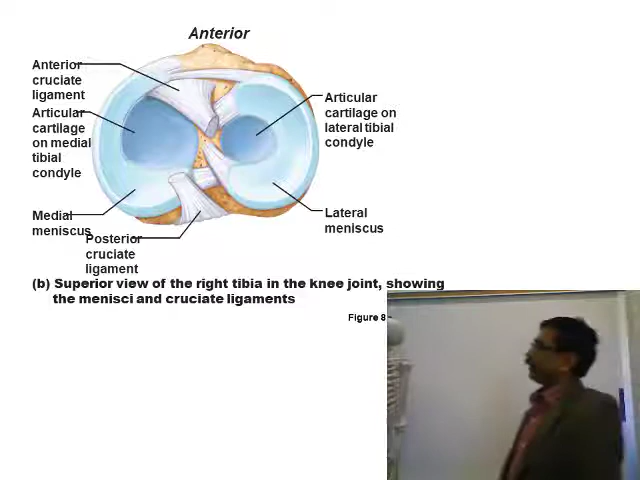 Anterior
Anterior
cruciate
ligament
Articular
cartilage
on medial
tibial
condyle
Medial
meniscus
Posterior
cruciate
ligament
Articular
cartilage on
lateral tibial
condyle
Lateral
meniscus
(b) Superior view of the right tibia in the knee joint, showing
the menisci and cruciate ligaments
Figure 8